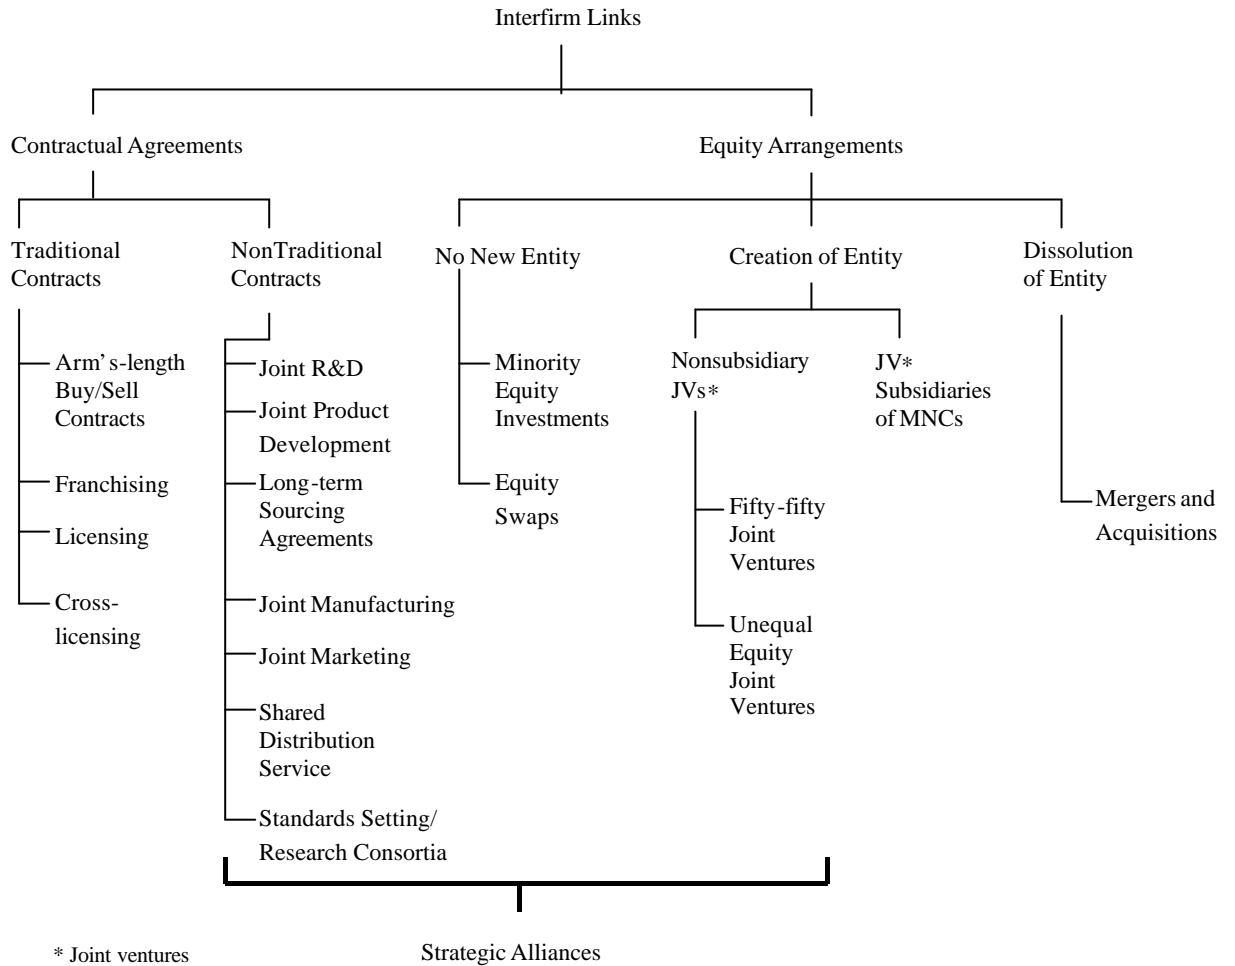 Interfirm Links
Contractual Agreements
Equity Arrangements
Traditional
Contracts
NonTraditional
Contracts
No New Entity
Creation of Entity
Dissolution
of Entity
Arm's-length
Buy/Sell
Contracts
Franchising
Licensing
Cross-
licensing
Joint R&D
Joint Product
Development
Long-term
Sourcing
Agreements
Joint Manufacturing
Joint Marketing
Shared
Distribution
Service
Standards Setting/
Research Consortia
Minority
Equity
Investments
Equity
Swaps
Nonsubsidiary
JVs*
JV*
Subsidiaries
of MNCs
Fifty-fifty
Joint
Ventures
Unequal
Equity
Joint
Ventures
Mergers and
Acquisitions
* Joint ventures
Strategic Alliances